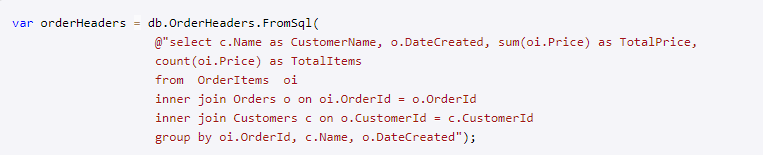 var orderHeaders = db.OrderHeaders.FromSql(
@"select c.Name as CustomerName, o.DateCreated, sum(oi.Price) as TotalPrice,
count(oi.Price) as TotalItems
from  OrderItems  oi
inner join Orders o on oi.OrderId = o.OrderId
inner join Customers c on o.CustomerId = c.CustomerId
group by oi.OrderId, c.Name, o.DateCreated");